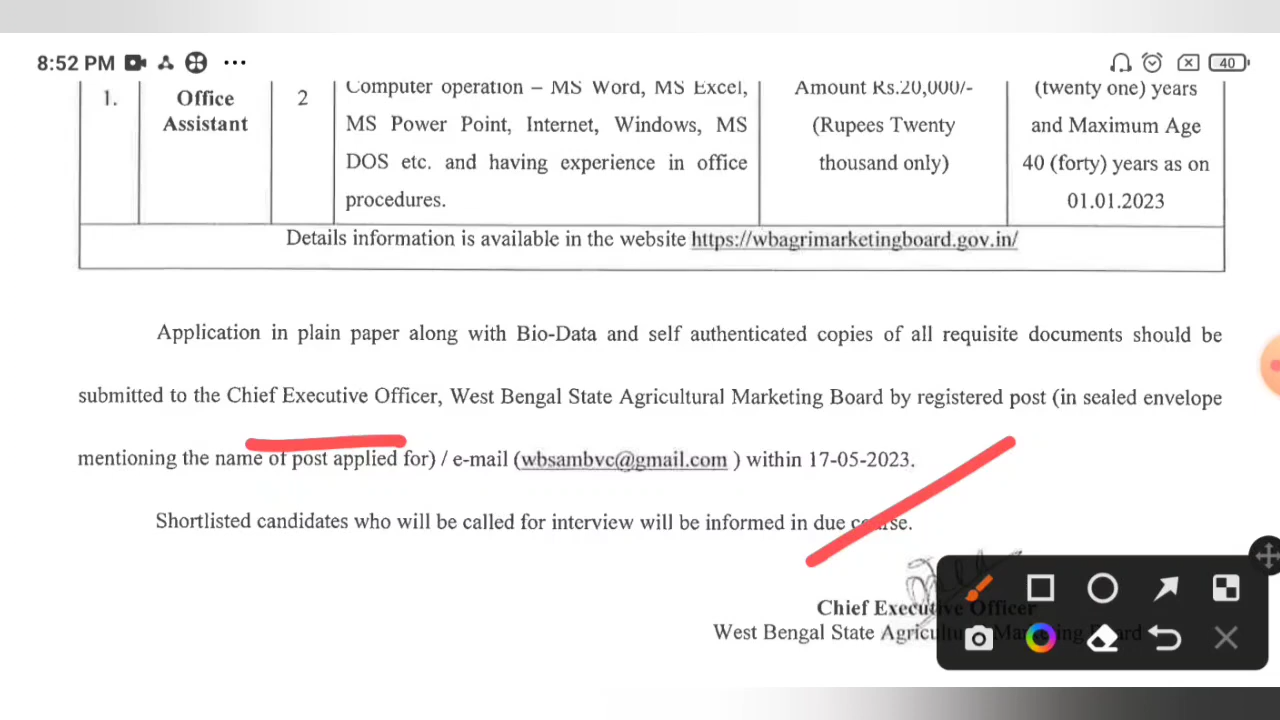 8:52 PM ... 40
Computer operation – MS Word, MS Excel, Amount Rs.20,000/- (twenty one) years
1. Office 2 MS Power Point, Internet, Windows, MS (Rupees Twenty and Maximum Age
Assistant DOS etc. and having experience in office thousand only) 40 (forty) years as on
procedures. 01.01.2023
Details information is available in the website https://wbagrimarketingboard.gov.in/
Application in plain paper along with Bio-Data and self authenticated copies of all requisite documents should be
submitted to the Chief Executive Officer, West Bengal State Agricultural Marketing Board by registered post (in sealed envelope
mentioning the name of post applied for) / e-mail (wbsambvc@gmail.com ) within 17-05-2023.
Shortlisted candidates who will be called for interview will be informed in due course.
Chief Executive Officer
West Bengal State Agricultural Marketing Board